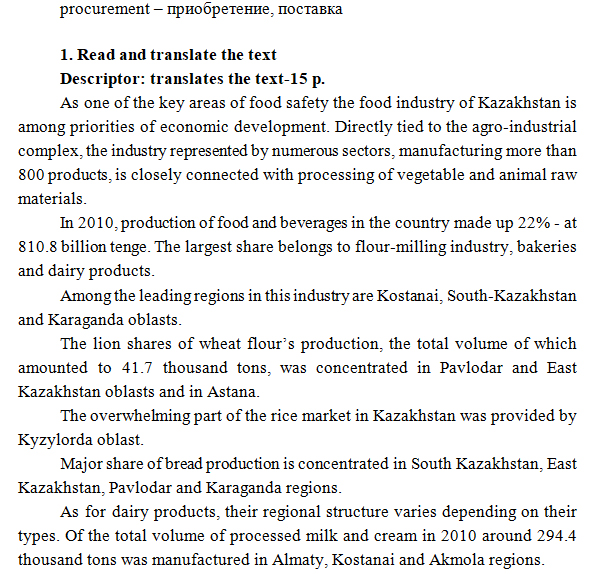 procurement – приобретение, поставка
1. Read and translate the text
Descriptor: translates the text-15 p.
As one of the key areas of food safety the food industry of Kazakhstan is
among priorities of economic development. Directly tied to the agro-industrial
complex, the industry represented by numerous sectors, manufacturing more than
800 products, is closely connected with processing of vegetable and animal raw
materials.
In 2010, production of food and beverages in the country made up 22% - at
810.8 billion tenge. The largest share belongs to flour-milling industry, bakeries
and dairy products.
Among the leading regions in this industry are Kostanai, South-Kazakhstan
and Karaganda oblasts.
The lion shares of wheat flour’s production, the total volume of which
amounted to 41.7 thousand tons, was concentrated in Pavlodar and East
Kazakhstan oblasts and in Astana.
The overwhelming part of the rice market in Kazakhstan was provided by
Kyzylorda oblast.
Major share of bread production is concentrated in South Kazakhstan, East
Kazakhstan, Pavlodar and Karaganda regions.
As for dairy products, their regional structure varies depending on their
types. Of the total volume of processed milk and cream in 2010 around 294.4
thousand tons was manufactured in Almaty, Kostanai and Akmola regions.